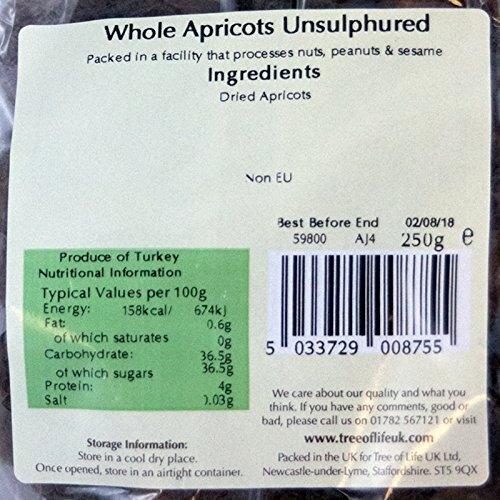 Whole Apricots Unsulphured
Packed in a facility that processes nuts, peanuts & sesame
Ingredients
Dried Apricots
Non EU
Best Before End 02/08/18
59800 AJ4 250g e
Produce of Turkey
Nutritional Information
Typical Values per 100g
Energy: 158kcal/ 674kJ
Fat: 0.6g
of which saturates 0g
Carbohydrate: 36.5g
of which sugars 36.5g
Protein: 4g
Salt 0.03g
5 033729 008755
We care about our quality and what you
think. If you have any comments, good or
bad, please call us on 01782 567121 or visit
www.treeoflifeuk.com
Packed in the UK for Tree of Life UK Ltd,
Newcastle-under-Lyme, Staffordshire. ST5 9QX
Storage Information:
Store in a cool dry place.
Once opened, store in an airtight container.